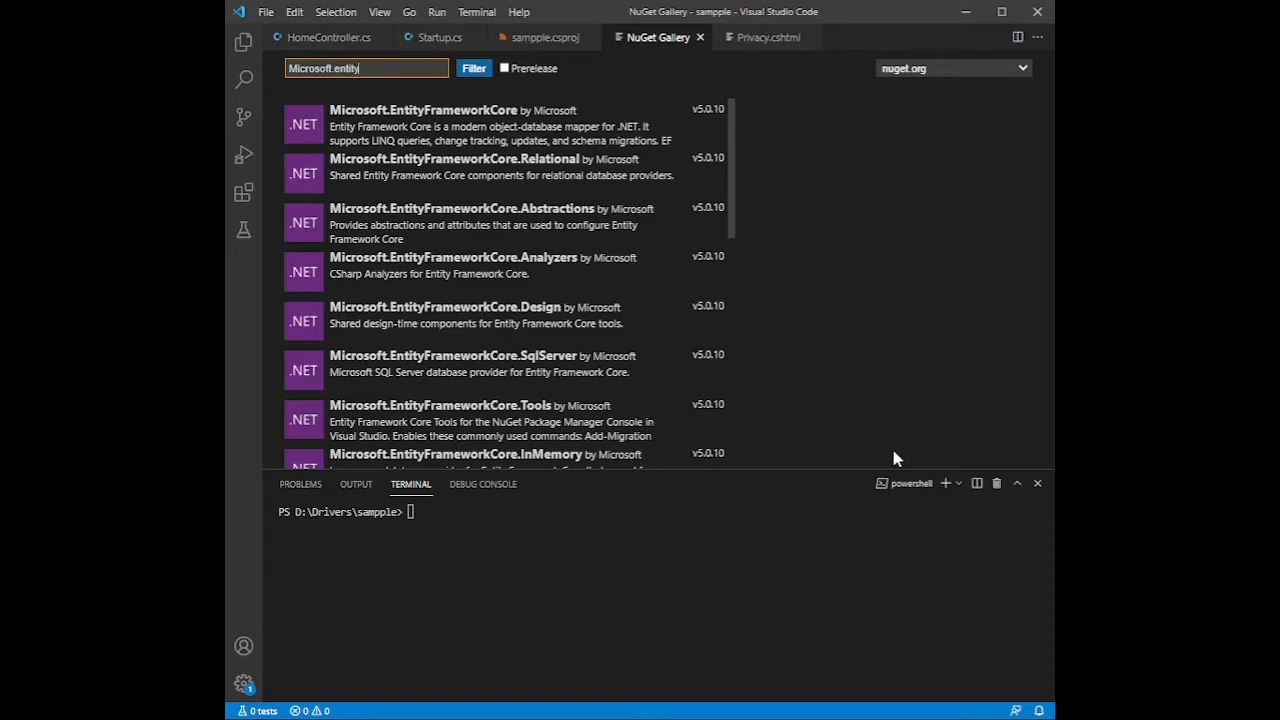 File Edit Selection View Go Run Terminal Help NuGet Gallery - sampple - Visual Studio Code
HomeController.cs Startup.cs sampple.csproj NuGet Gallery Privacy.cshtml
Microsoft.entity Filter Prerelease nuget.org
.NET
Microsoft.EntityFrameworkCore by Microsoft v5.0.10
Entity Framework Core is a modern object-database mapper for .NET. It
supports LINQ queries, change tracking, updates, and schema migrations. EF
.NET
Microsoft.EntityFrameworkCore.Relational by Microsoft v5.0.10
Shared Entity Framework Core components for relational database providers.
.NET
Microsoft.EntityFrameworkCore.Abstractions by Microsoft v5.0.10
Provides abstractions and attributes that are used to configure Entity
Framework Core
.NET
Microsoft.EntityFrameworkCore.Analyzers by Microsoft v5.0.10
CSharp Analyzers for Entity Framework Core.
.NET
Microsoft.EntityFrameworkCore.Design by Microsoft v5.0.10
Shared design-time components for Entity Framework Core tools.
.NET
Microsoft.EntityFrameworkCore.SqlServer by Microsoft v5.0.10
Microsoft SQL Server database provider for Entity Framework Core.
.NET
Microsoft.EntityFrameworkCore.Tools by Microsoft v5.0.10
Entity Framework Core Tools for the NuGet Package Manager Console in
Visual Studio. Enables these commonly used commands: Add-Migration
.NET
Microsoft.EntityFrameworkCore.InMemory by Microsoft v5.0.10
PROBLEMS OUTPUT TERMINAL DEBUG CONSOLE powershell
PS D:\Drivers\sampple>
1
0 tests 0 0